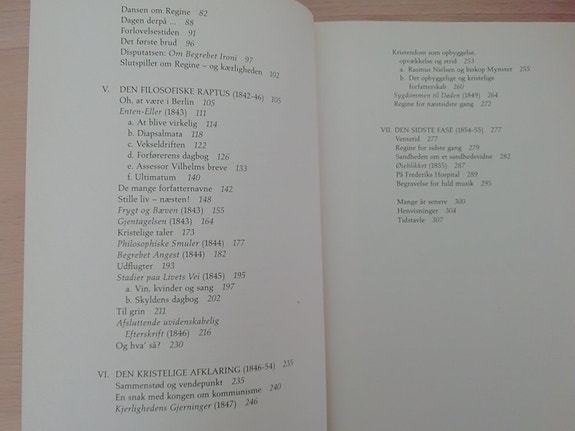 Dansen om Regine 82
Dagen derpå ... 88
Forlovelsestiden 91
Det første brud 96
Disputatsen: Om Begrebet Ironi 97
Slutspillet om Regine – og kærligheden 102
V. DEN FILOSOFISKE RAPTUS (1842-46) 105
Oh, at være i Berlin 105
Enten-Eller (1843) 111
a. At blive virkelig 114
b. Diapsalmata 118
c. Vekseldriften 122
d. Forførerens dagbog 126
e. Assessor Vilhelms breve 133
f. Ultimatum 140
De mange forfatternavne 142
Stille liv – næsten! 148
Frygt og Bæven (1843) 155
Gjentagelsen (1843) 164
Kristelige taler 173
Philosophiske Smuler (1844) 177
Begrebet Angest (1844) 182
Udflugter 193
Stadier paa Livets Vei (1845) 195
a. Vin, kvinder og sang 197
b. Skyldens dagbog 202
Til grin 211
Afsluttende uvidenskabelig
Efterskrift (1846) 216
Og hva' så? 230
VI. DEN KRISTELIGE AFKLARING (1846-54) 235
Sammenstød og vendepunkt 235
En snak med kongen om kommunisme 240
Kjerlighedens Gjerninger (1847) 246
Kristendom som opbyggelse,
opvækkelse og strid 253
a. Rasmus Nielsen og biskop Mynster 255
b. Det opbyggelige og kristelige
forfatterskab 260
Sygdommen til Døden (1849) 264
Regine for næstsidste gang 272
VII. DEN SIDSTE FASE (1854-55) 277
Ventetid 277
Regine for sidste gang 279
Sandheden om et sandhedsvidne 282
Øieblikket (1855) 287
På Frederiks Hospital 289
Begravelse for fuld musik 295
Mange år senere 300
Henvisninger 304
Tidstavle 307